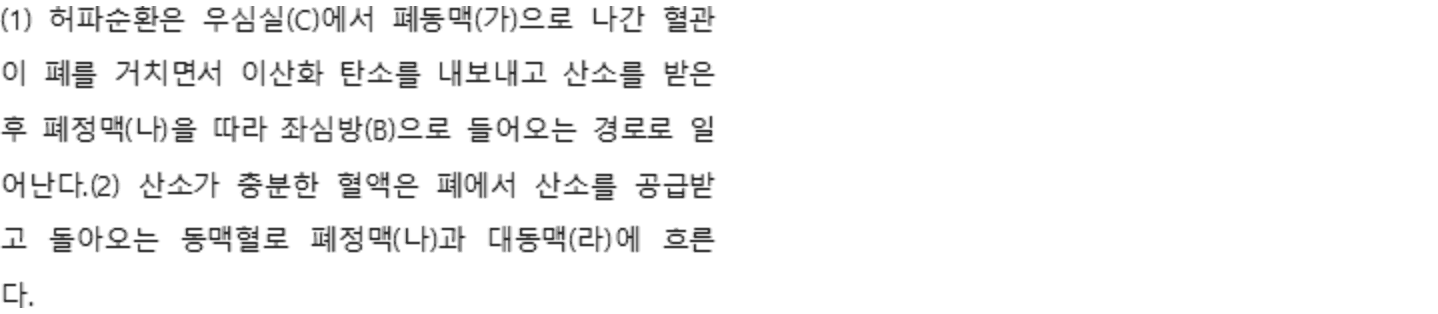 (1) 허파순환은 우심실(C)에서 폐동맥(가)으로 나간 혈관
이 폐를 거치면서 이산화 탄소를 내보내고 산소를 받은
후 폐정맥(나)을 따라 좌심방(B)으로 들어오는 경로로 일
어난다.(2) 산소가 충분한 혈액은 폐에서 산소를 공급받
고 돌아오는 동맥혈로 폐정맥(나)과 대동맥(라)에 흐른
다.